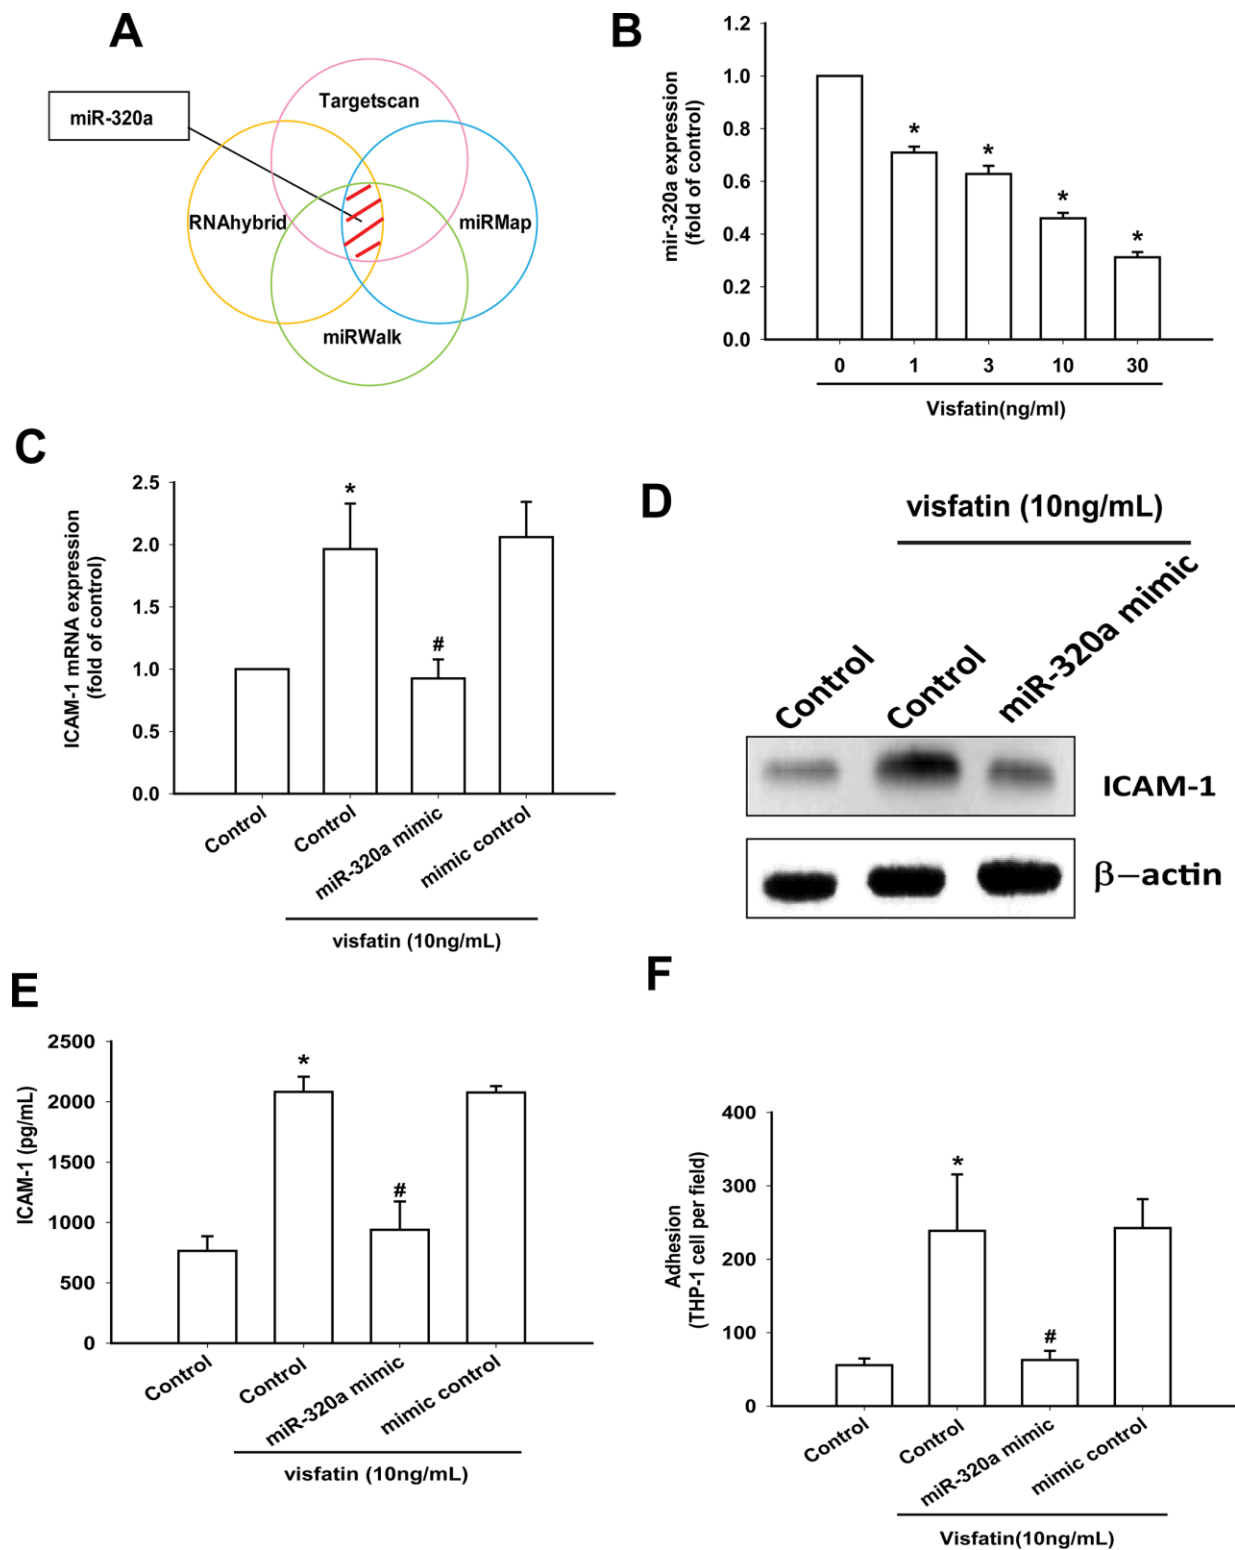 A
Targetscan
miR-320a
RNAhybrid
miRMap
miRWalk
B
mir-320a expression
(fold of control)
1.2
1.0
0.8
0.6
0.4
0.2
0.0
* * * *
0 1 3 10 30
Visfatin(ng/ml)
C
ICAM-1 mRNA expression
(fold of control)
2.5
2.0
1.5
1.0
0.5
0.0
*
#
Control Control miR-320a mimic mimic control
visfatin (10ng/mL)
D
visfatin (10ng/mL)
Control Control miR-320a mimic
ICAM-1
β–actin
E
ICAM-1 (pg/mL)
2500
2000
1500
1000
500
0
*
#
Control Control miR-320a mimic mimic control
visfatin (10ng/mL)
F
Adhesion
(THP-1 cell per field)
400
300
200
100
0
*
#
Control Control miR-320a mimic mimic control
Visfatin(10ng/mL)